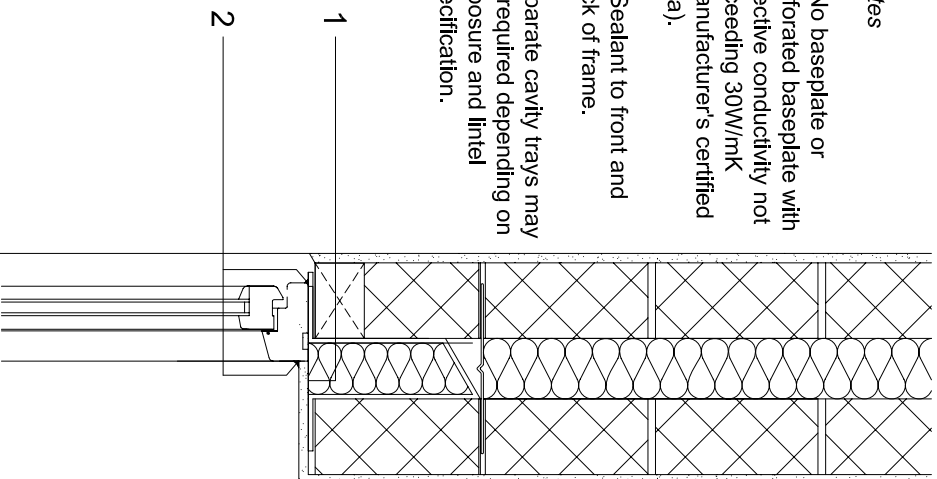 tes
No baseplate or
rforated baseplate with
ective conductivity not
ceeding 30W/mK
anufacturer's certified
a).
Sealant to front and
ck of frame.
parate cavity trays may
required depending on
posure and lintel
ecification.
1
2